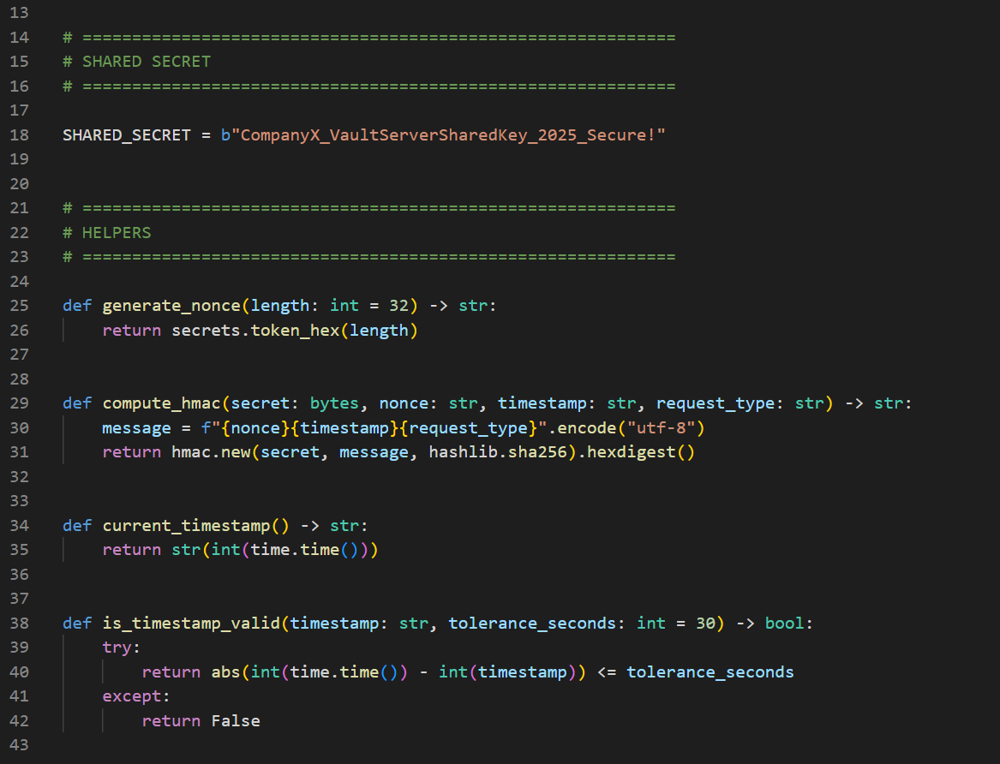 13
14 # ============================================================
15 # SHARED SECRET
16 # ============================================================
17
18 SHARED_SECRET = b"CompanyX_VaultServerSharedKey_2025_Secure!"
19
20
21 # ============================================================
22 # HELPERS
23 # ============================================================
24
25 def generate_nonce(length: int = 32) -> str:
26     return secrets.token_hex(length)
27
28
29 def compute_hmac(secret: bytes, nonce: str, timestamp: str, request_type: str) -> str:
30     message = f"{nonce}{timestamp}{request_type}".encode("utf-8")
31     return hmac.new(secret, message, hashlib.sha256).hexdigest()
32
33
34 def current_timestamp() -> str:
35     return str(int(time.time()))
36
37
38 def is_timestamp_valid(timestamp: str, tolerance_seconds: int = 30) -> bool:
39     try:
40         return abs(int(time.time()) - int(timestamp)) <= tolerance_seconds
41     except:
42         return False
43